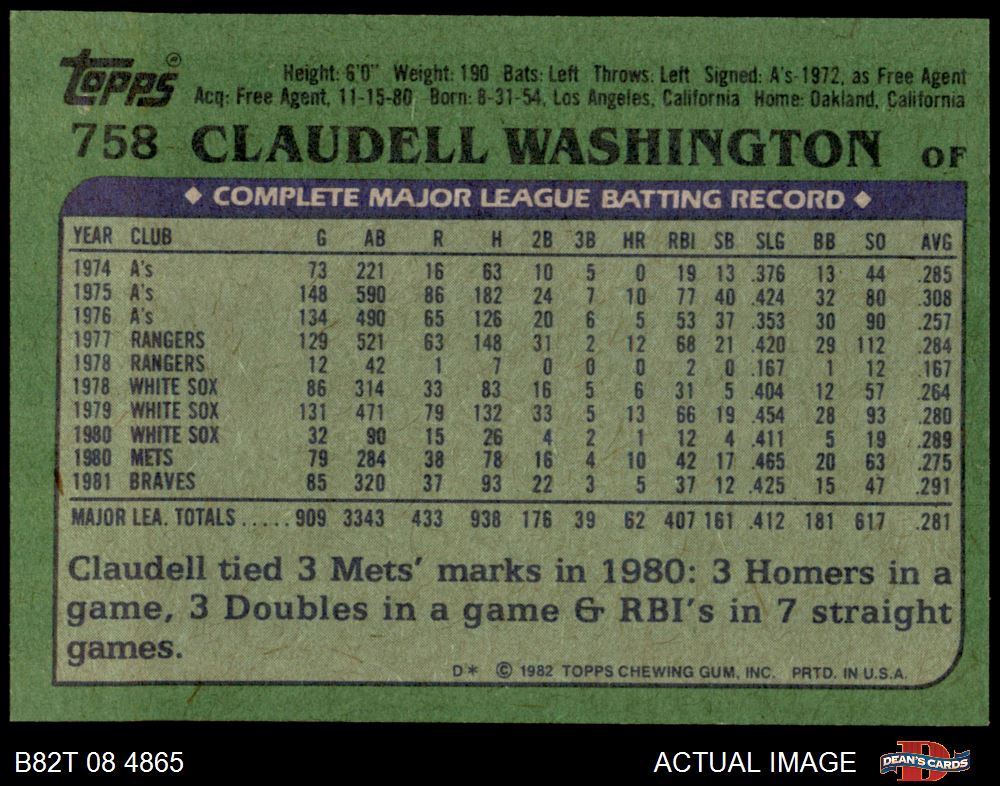 topps®
Height: 6'0" Weight: 190 Bats: Left Throws: Left Signed: A's-1972, as Free Agent
Acq: Free Agent, 11-15-80 Born: 8-31-54, Los Angeles, California Home: Oakland, California
758 CLAUDELL WASHINGTON OF
◆ COMPLETE MAJOR LEAGUE BATTING RECORD ◆
YEAR CLUB G AB R H 2B 3B HR RBI SB SLG BB SO AVG
1974 A's 73 221 16 63 10 5 0 19 13 .376 13 44 .285
1975 A's 148 590 86 182 24 7 10 77 40 .424 32 80 .308
1976 A's 134 490 65 126 20 6 5 53 37 .353 30 90 .257
1977 RANGERS 129 521 63 148 31 2 12 68 21 .420 29 112 .284
1978 RANGERS 12 42 1 7 0 0 0 2 0 .167 1 12 .167
1978 WHITE SOX 86 314 33 83 16 5 6 31 5 .404 12 57 .264
1979 WHITE SOX 131 471 79 132 33 5 13 66 19 .454 28 93 .280
1980 WHITE SOX 32 90 15 26 4 2 1 12 4 .411 5 19 .289
1980 METS 79 284 38 78 16 4 10 42 17 .465 20 63 .275
1981 BRAVES 85 320 37 93 22 3 5 37 12 .425 15 47 .291
MAJOR LEA. TOTALS.....909 3343 433 938 176 39 62 407 161 .412 181 617 .281
Claudell tied 3 Mets' marks in 1980: 3 Homers in a
game, 3 Doubles in a game & RBI's in 7 straight
games.
D* © 1982 TOPPS CHEWING GUM, INC. PRTD. IN U.S.A.
B82T 08 4865 ACTUAL IMAGE D DEAN'S CARDS